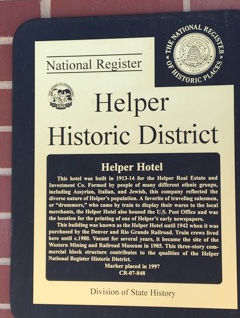 National Register
THE NATIONAL REGISTER
OF HISTORIC PLACES
Helper
Historic District
Helper Hotel
This hotel was built in 1913-14 for the Helper Real Estate and
Investment Co. Formed by people of many different ethnic groups,
including Assyrian, Italian, and Jewish, this company reflected the
diverse nature of Helper's population. A favorite of traveling salesmen,
or "drummers," who came by train to display their wares to the local
merchants, the Helper Hotel also housed the U.S. Post Office and was
the location for the printing of one of Helper's early newspapers.
This building was known as the Helper Hotel until 1942 when it was
purchased by the Denver and Rio Grande Railroad. Train crews lived
here until c.1980. Vacant for several years, it became the site of the
Western Mining and Railroad Museum in 1985. This three-story com-
mercial block structure contributes to the qualities of the Helper
National Register Historic District.
Marker placed in 1997
CR-07-848
Division of State History